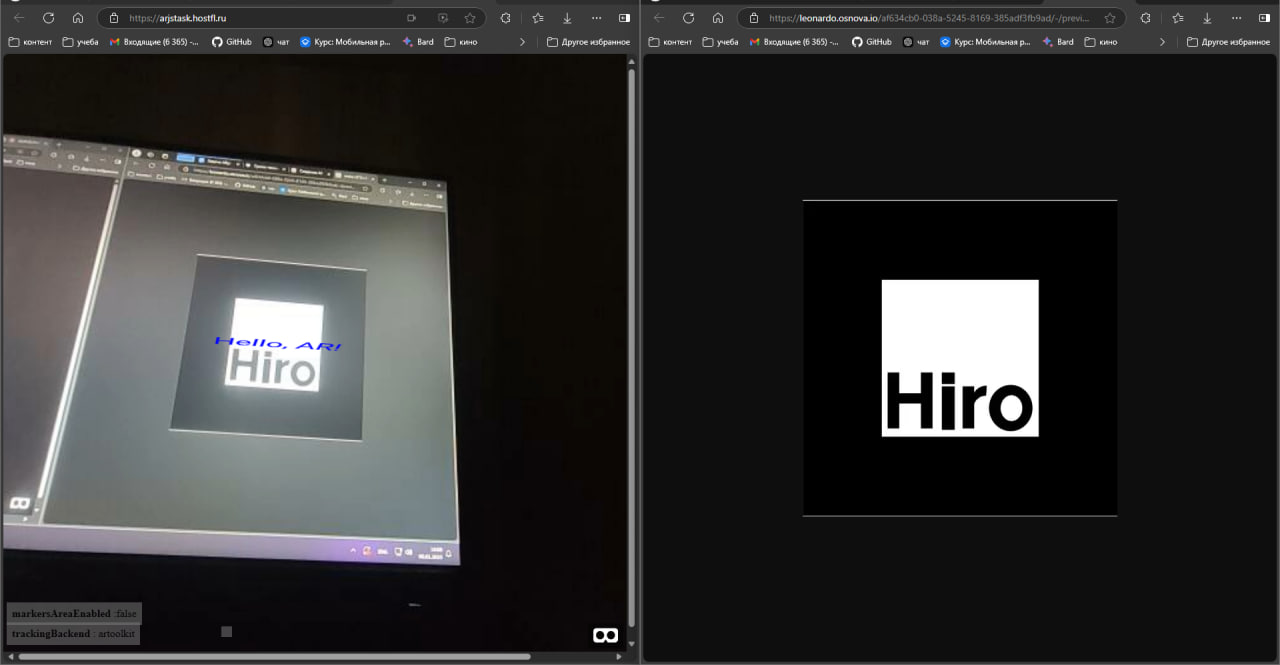 https://arjstask.hostfl.ru
контент
учеба
Входящие (6 365) -...
GitHub
чат
Курс: Мобильная р...
Bard
кино
Другое избранное
Hello, AR!
Hiro
markersAreaEnabled :false
trackingBackend : artoolkit
https://leonardo.osnova.io/af634cb0-038a-5245-8169-385adf3fb9ad/-/previ...
контент
учеба
Входящие (6 365) -...
GitHub
чат
Курс: Мобильная р...
Bard
кино
Другое избранное
Hiro